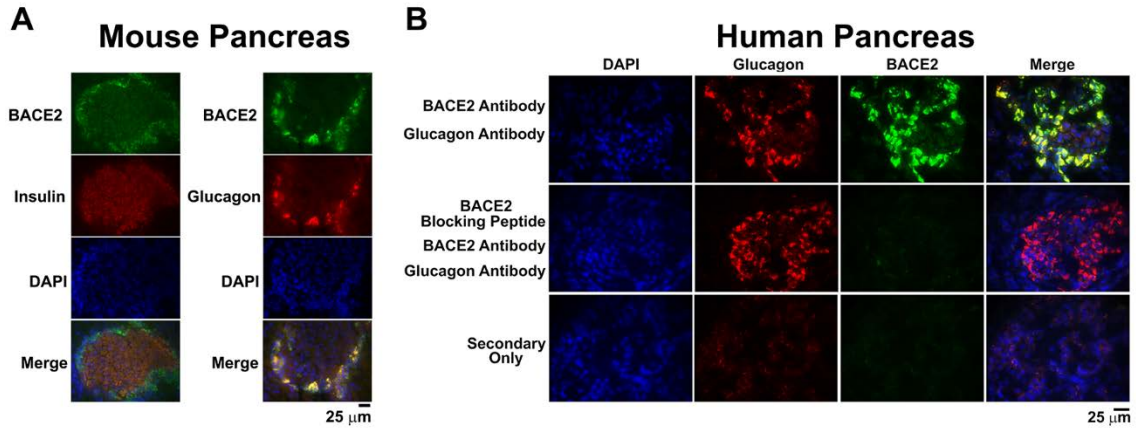 A
Mouse Pancreas
BACE2
BACE2
Insulin
Glucagon
DAPI
DAPI
Merge
Merge
25 μm
B
Human Pancreas
DAPI
Glucagon
BACE2
Merge
BACE2 Antibody
Glucagon Antibody
BACE2
Blocking Peptide
BACE2 Antibody
Glucagon Antibody
Secondary
Only
25 μm